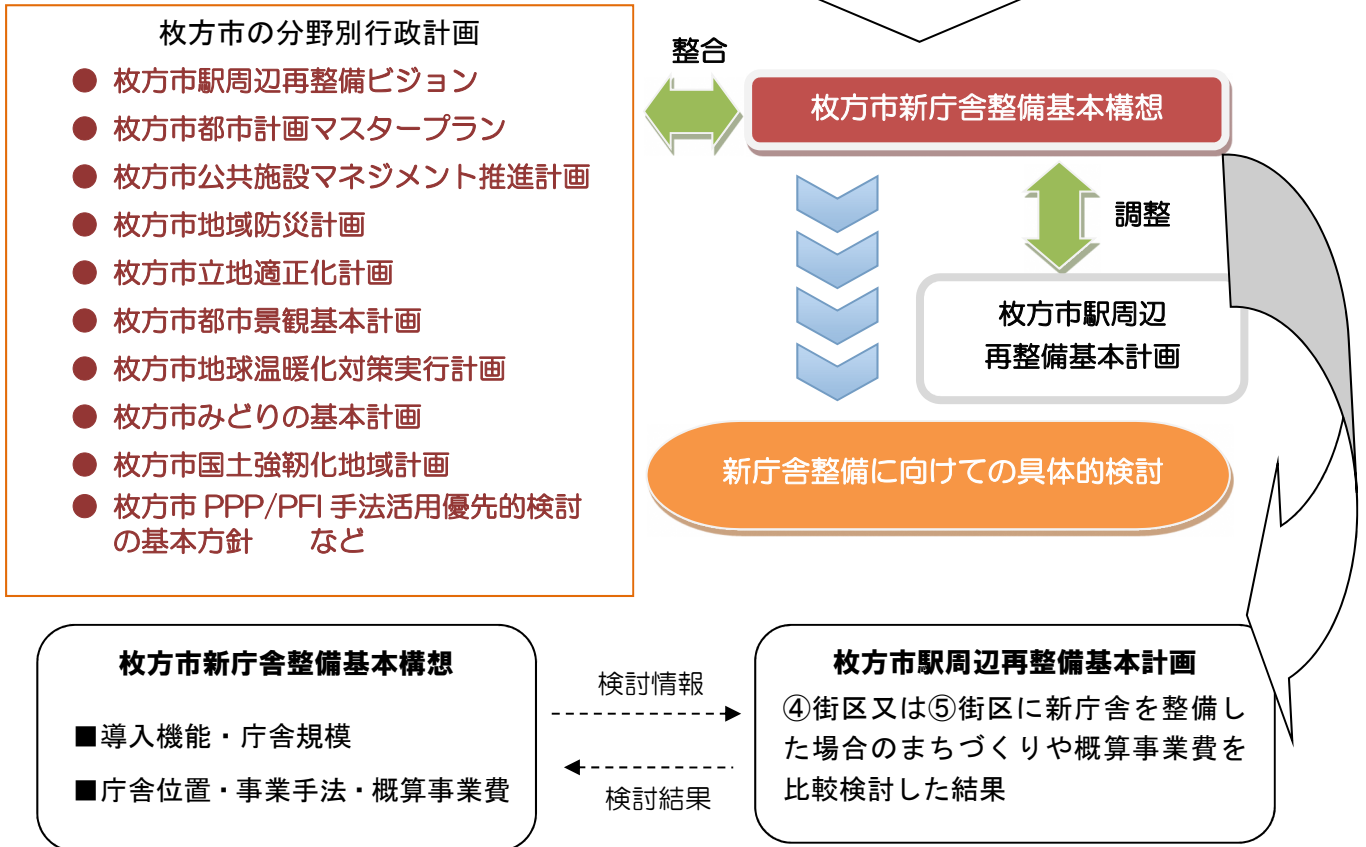 枚方市の分野別行政計画
● 枚方市駅周辺再整備ビジョン
● 枚方市都市計画マスタープラン
● 枚方市公共施設マネジメント推進計画
● 枚方市地域防災計画
● 枚方市立地適正化計画
● 枚方市都市景観基本計画
● 枚方市地球温暖化対策実行計画
● 枚方市みどりの基本計画
● 枚方市国土強靭化地域計画
● 枚方市 PPP/PFI 手法活用優先的検討
の基本方針　　など
整合
枚方市新庁舎整備基本構想
調整
枚方市駅周辺
再整備基本計画
新庁舎整備に向けての具体的検討
枚方市新庁舎整備基本構想
■導入機能・庁舎規模
■庁舎位置・事業手法・概算事業費
検討情報
検討結果
枚方市駅周辺再整備基本計画
④街区又は⑤街区に新庁舎を整備し
た場合のまちづくりや概算事業費を
比較検討した結果